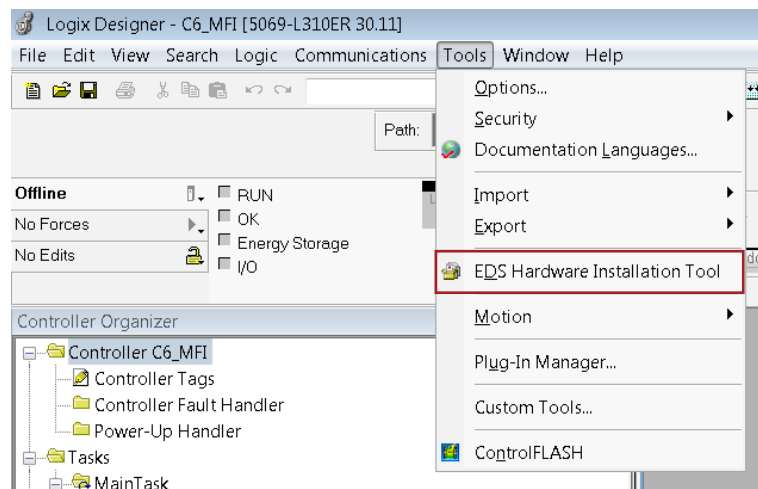 Logix Designer - C6_MFI [5069-L310ER 30.11]
File Edit View Search Logic Communications Tools Window Help
Options...
Security
Path:
Documentation Languages...
Offline
RUN
Import
No Forces
OK
Export
Energy Storage
No Edits
I/O
EDS Hardware Installation Tool
Controller Organizer
Motion
Controller C6_MFI
Controller Tags
Plug-In Manager...
Controller Fault Handler
Custom Tools...
Power-Up Handler
ControlFLASH
Tasks
MainTask